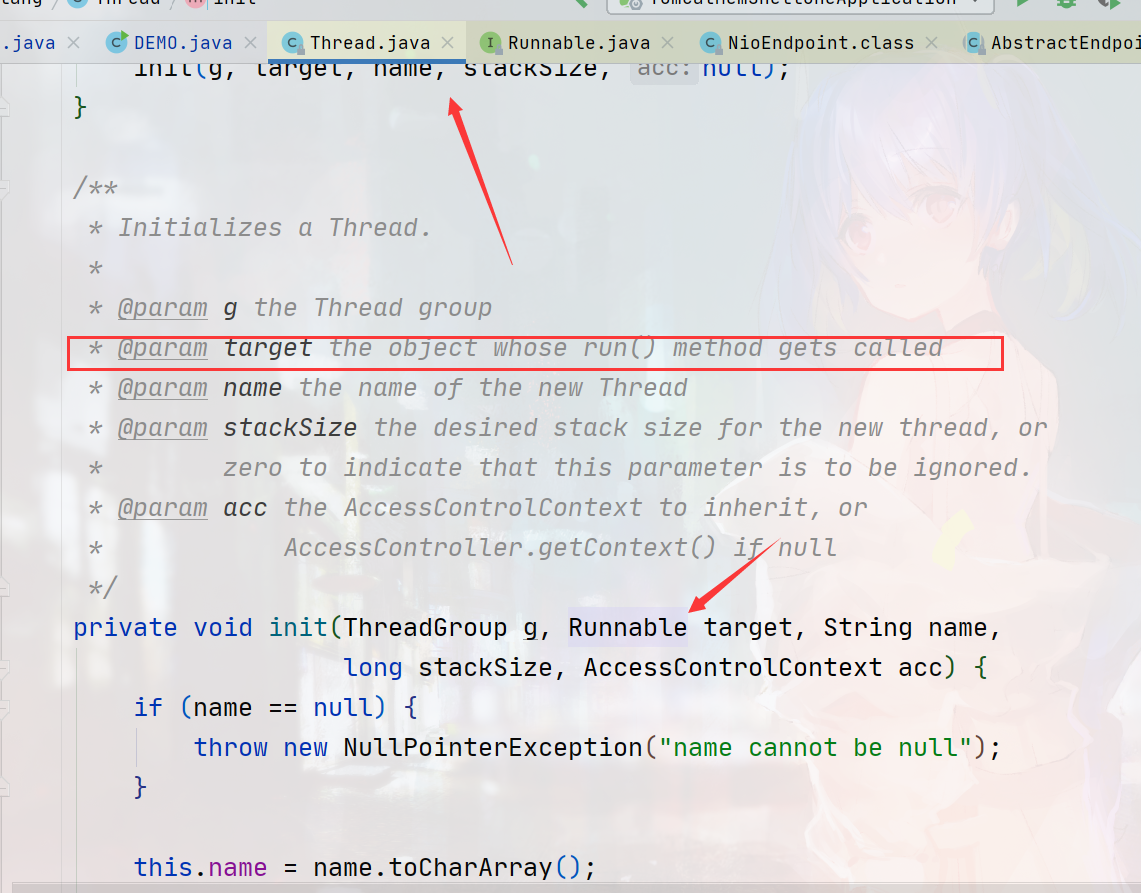 Thread init TomcatMemShellOneApplication
.java DEMO.java Thread.java Runnable.java NioEndpoint.class AbstractEndpoi
init(g, target, name, stackSize, acc: null);
}
/**
* Initializes a Thread.
*
* @param g the Thread group
* @param target the object whose run() method gets called
* @param name the name of the new Thread
* @param stackSize the desired stack size for the new thread, or
* zero to indicate that this parameter is to be ignored.
* @param acc the AccessControlContext to inherit, or
* AccessController.getContext() if null
*/
private void init(ThreadGroup g, Runnable target, String name,
long stackSize, AccessControlContext acc) {
if (name == null) {
throw new NullPointerException("name cannot be null");
}
this.name = name.toCharArray();